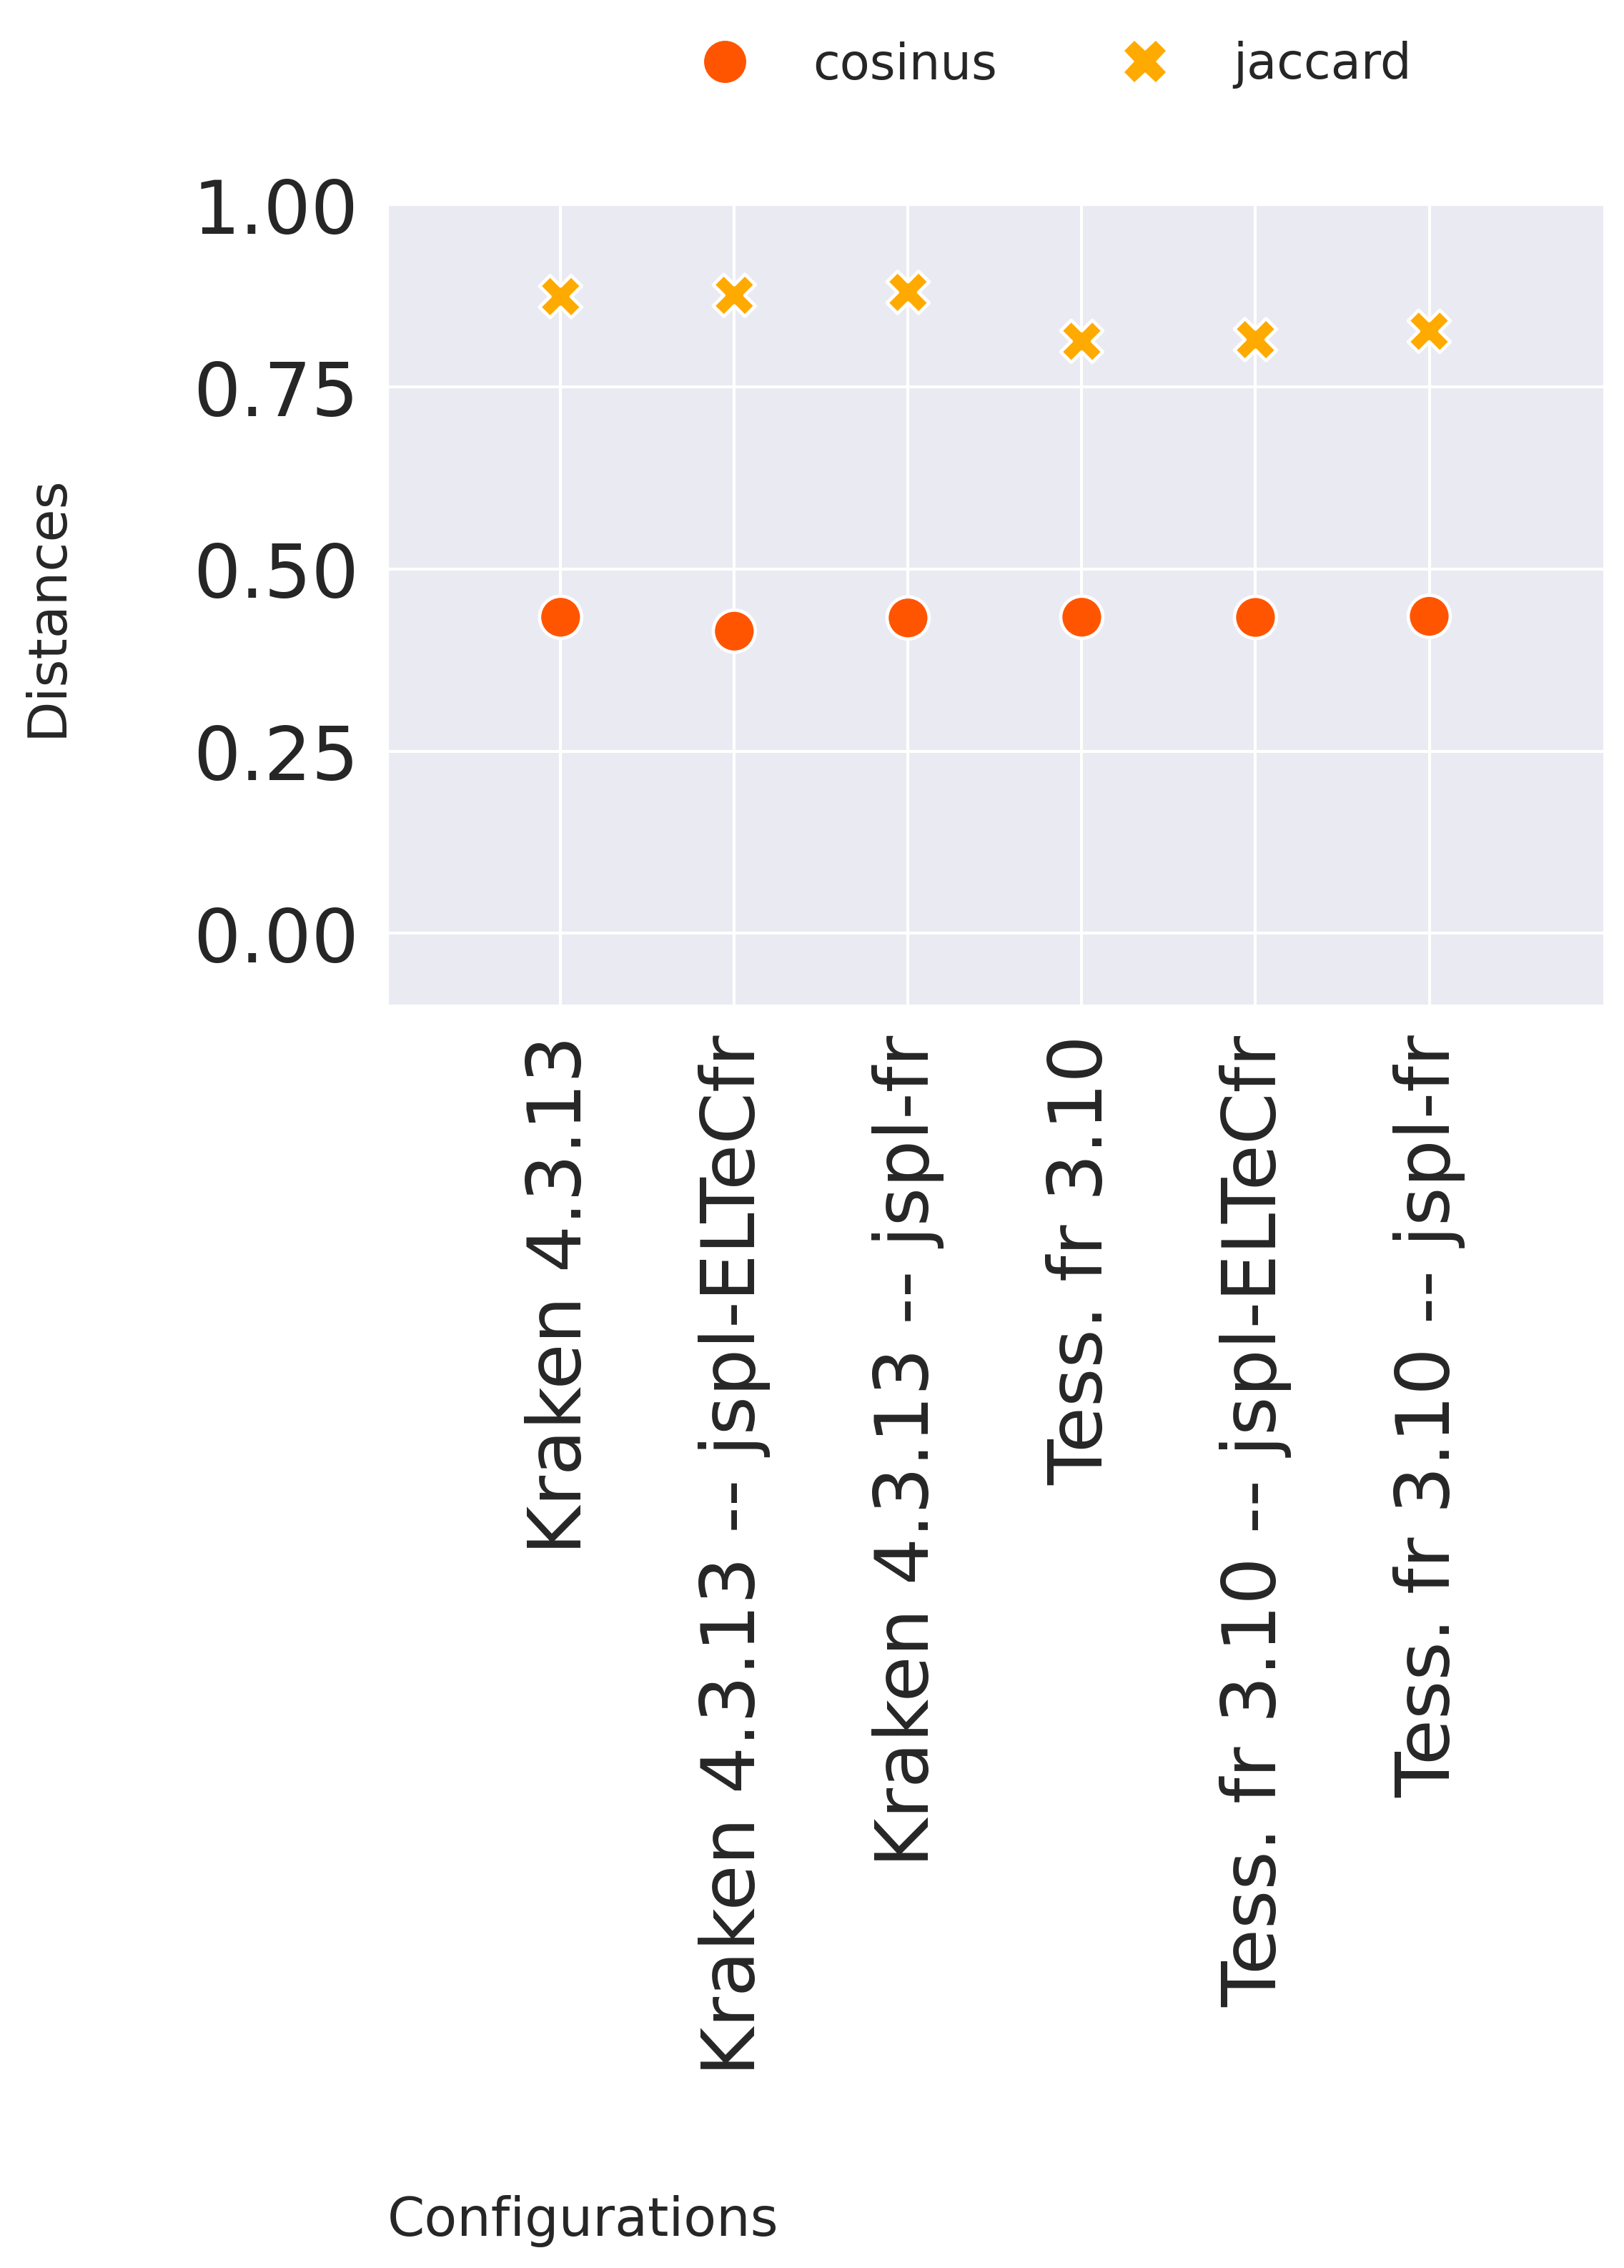 cosinus jaccard
1.00
0.75
0.50
0.25
0.00
Distances
Kraken 4.3.13
Kraken 4.3.13 -- jspl-ELTeCfr
Kraken 4.3.13 -- jspl-fr
Tess. fr 3.10
Tess. fr 3.10 -- jspl-ELTeCfr
Tess. fr 3.10 -- jspl-fr
Configurations